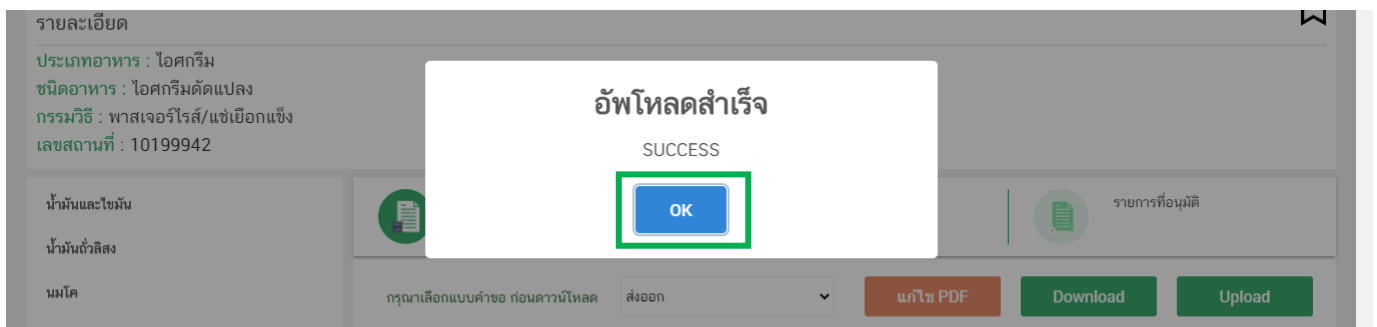 รายละเอียด
ประเภทอาหาร : ไอศกรีม
ชนิดอาหาร : ไอศกรีมดัดแปลง
กรรมวิธี : พาสเจอร์ไรส์/แช่เยือกแข็ง
เลขสถานที่ : 10199942
อัพโหลดสำเร็จ
SUCCESS
OK
น้ำมันและไขมัน
น้ำมันถั่วลิสง
นมโค
รายการที่อนุมัติ
กรุณาเลือกแบบคำขอ ก่อนดาวน์โหลด ส่งออก แก้ไข PDF Download Upload